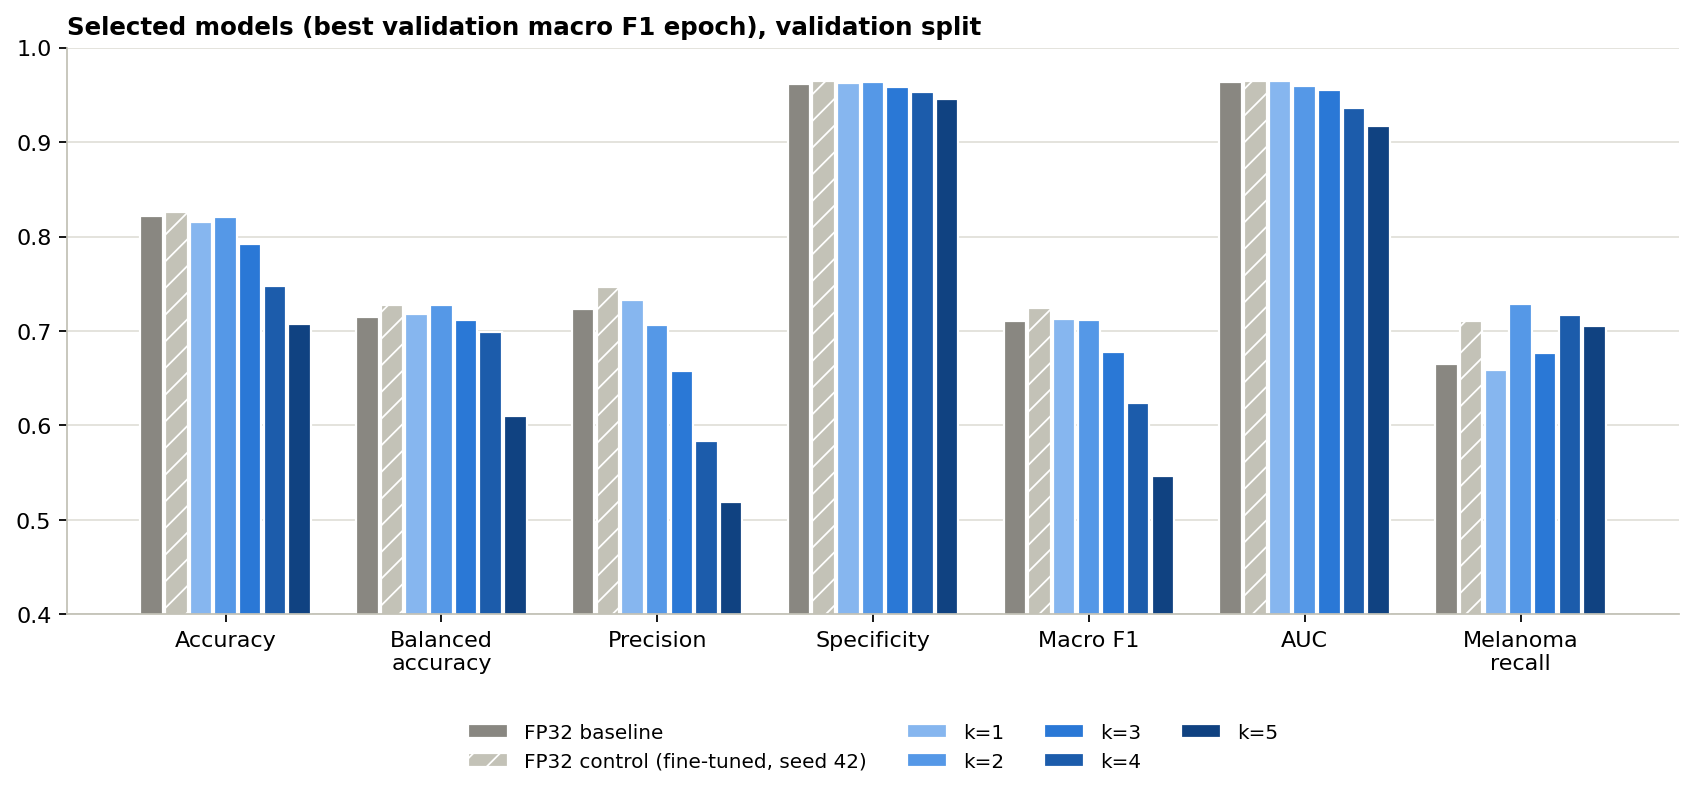 Selected models (best validation macro F1 epoch), validation split
1.0
0.9
0.8
0.7
0.6
0.5
0.4
Accuracy
Balanced
accuracy
Precision
Specificity
Macro F1
AUC
Melanoma
recall
FP32 baseline
FP32 control (fine-tuned, seed 42)
k=1
k=2
k=3
k=4
k=5